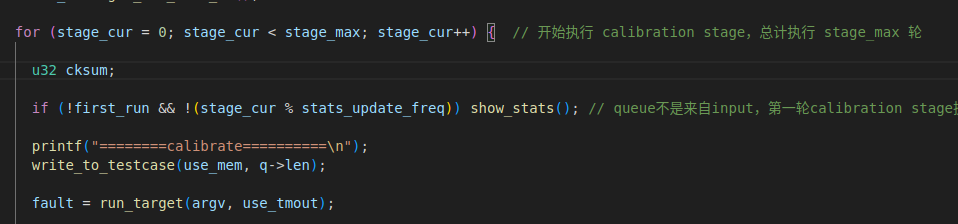 for (stage_cur = 0; stage_cur < stage_max; stage_cur++) { // 开始执行 calibration stage，总计执行 stage_max 轮
u32 cksum;
if (!first_run && !(stage_cur % stats_update_freq)) show_stats(); // queue不是来自input，第一轮calibration stage
printf("========calibrate==========\n");
write_to_testcase(use_mem, q->len);
fault = run_target(argv, use_tmout);